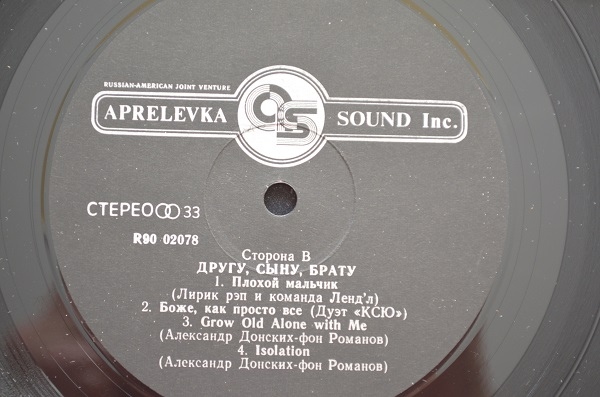 RUSSIAN-AMERICAN JOINT VENTURE
APRELEVKA SOUND Inc.
СТЕРЕО 33
R90 02078
Сторона В
ДРУГУ, СЫНУ, БРАТУ
1. Плохой мальчик
(Лирик рэп и команда Ленд'л)
2. Боже, как просто все (Дуэт «КСЮ»)
3. Grow Old Alone with Me
(Александр Донских-фон Романов)
4. Isolation
(Александр Донских-фон Романов)